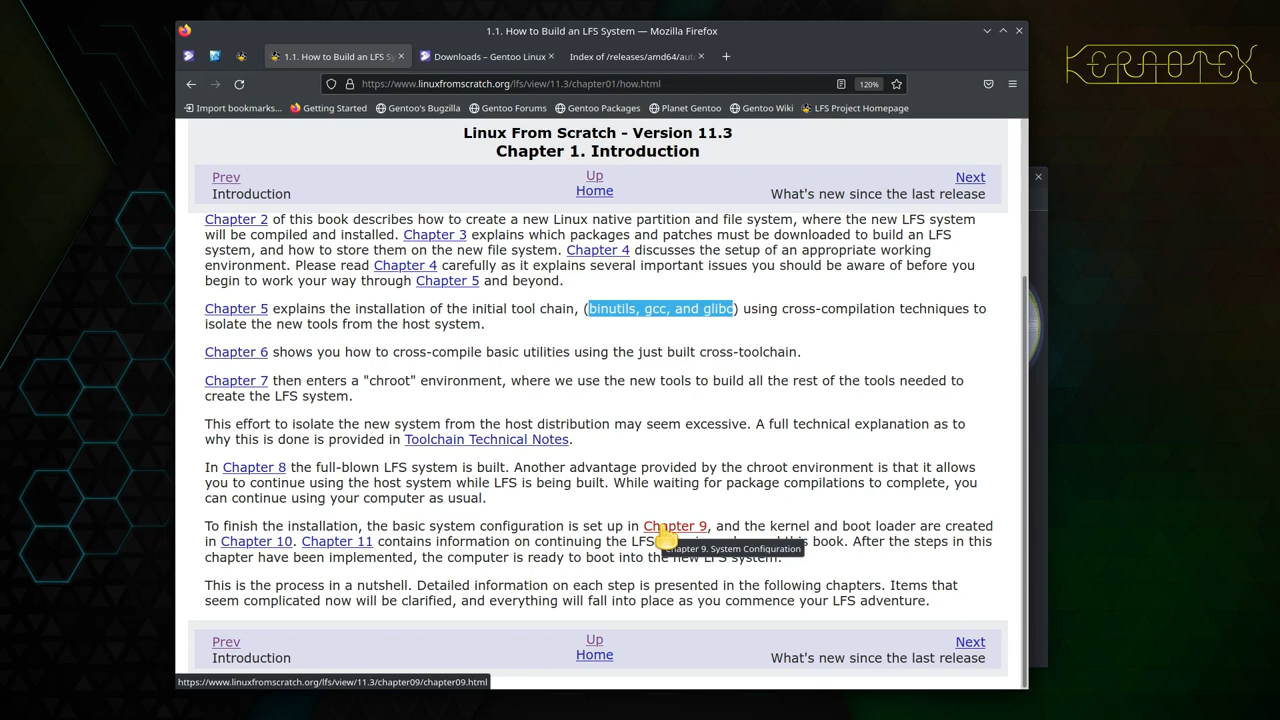 1.1. How to Build an LFS System — Mozilla Firefox
KERNOTEX
1.1. How to Build an LFS Sy
Downloads – Gentoo Linux
Index of /releases/amd64/aut
https://www.linuxfromscratch.org/lfs/view/11.3/chapter01/how.html
120%
Import bookmarks...
Getting Started
Gentoo's Bugzilla
Gentoo Forums
Gentoo Packages
Planet Gentoo
Gentoo Wiki
LFS Project Homepage
Linux From Scratch - Version 11.3
Chapter 1. Introduction
Prev
Up
Next
Introduction
Home
What's new since the last release
Chapter 2 of this book describes how to create a new Linux native partition and file system, where the new LFS system
will be compiled and installed. Chapter 3 explains which packages and patches must be downloaded to build an LFS
system, and how to store them on the new file system. Chapter 4 discusses the setup of an appropriate working
environment. Please read Chapter 4 carefully as it explains several important issues you should be aware of before you
begin to work your way through Chapter 5 and beyond.
Chapter 5 explains the installation of the initial tool chain, (binutils, gcc, and glibc) using cross-compilation techniques to
isolate the new tools from the host system.
Chapter 6 shows you how to cross-compile basic utilities using the just built cross-toolchain.
Chapter 7 then enters a "chroot" environment, where we use the new tools to build all the rest of the tools needed to
create the LFS system.
This effort to isolate the new system from the host distribution may seem excessive. A full technical explanation as to
why this is done is provided in Toolchain Technical Notes.
In Chapter 8 the full-blown LFS system is built. Another advantage provided by the chroot environment is that it allows
you to continue using the host system while LFS is being built. While waiting for package compilations to complete, you
can continue using your computer as usual.
To finish the installation, the basic system configuration is set up in Chapter 9, and the kernel and boot loader are created
in Chapter 10. Chapter 11 contains information on continuing the LFS this book. After the steps in this
Chapter 9. System Configuration
chapter have been implemented, the computer is ready to boot into the new LFS system.
This is the process in a nutshell. Detailed information on each step is presented in the following chapters. Items that
seem complicated now will be clarified, and everything will fall into place as you commence your LFS adventure.
Prev
Up
Next
Introduction
Home
What's new since the last release
https://www.linuxfromscratch.org/lfs/view/11.3/chapter09/chapter09.html